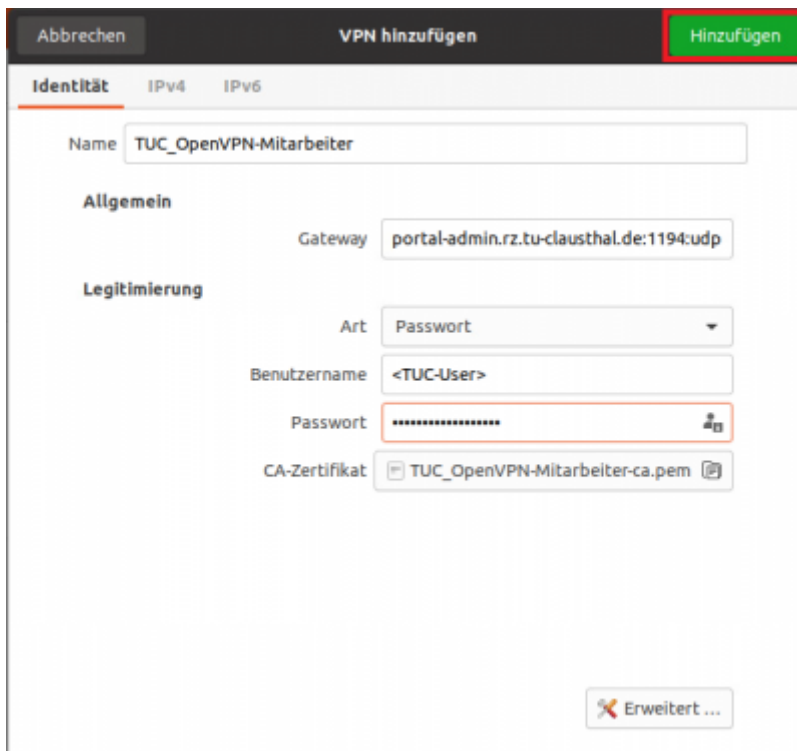 Abbrechen VPN hinzufügen Hinzufügen
Identität IPv4 IPv6
Name TUC_OpenVPN-Mitarbeiter
Allgemein
Gateway portal-admin.rz.tu-clausthal.de:1194:udp
Legitimierung
Art Passwort
Benutzername <TUC-User>
Passwort ••••••••••••••••••
CA-Zertifikat TUC_OpenVPN-Mitarbeiter-ca.pem
Erweitert ...